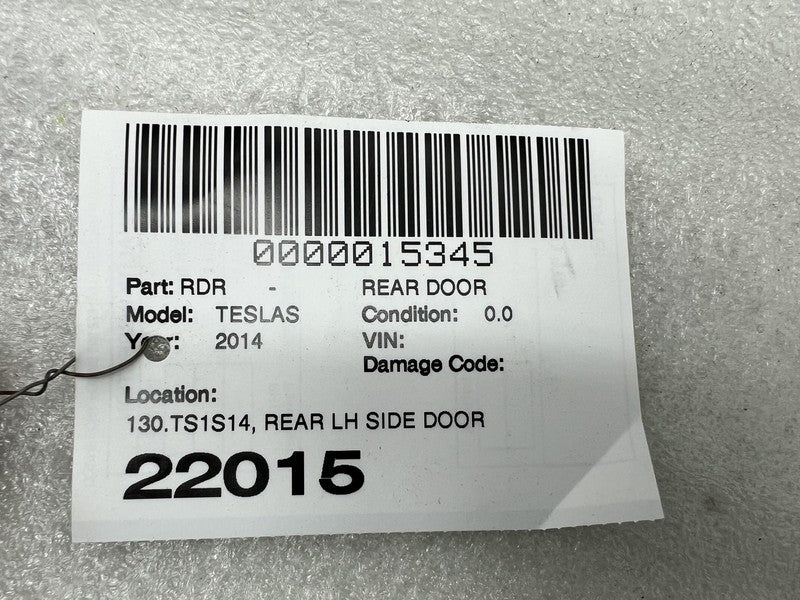 0000015345
Part: RDR - REAR DOOR
Model: TESLAS Condition: 0.0
Year: 2014 VIN:
Damage Code:
Location:
130.TS1S14, REAR LH SIDE DOOR
22015